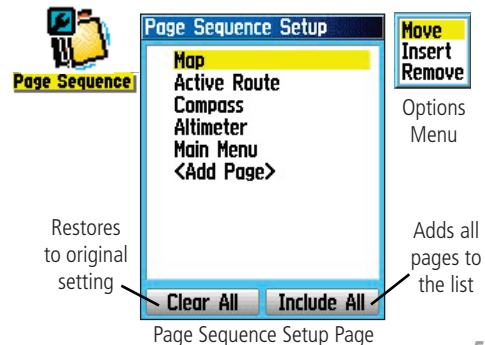 Page Sequence
Page Sequence Setup
Map
Active Route
Compass
Altimeter
Main Menu
<Add Page>
Clear All
Include All
Move
Insert
Remove
Options
Menu
Restores
to original
setting
Adds all
pages to
the list
Page Sequence Setup Page